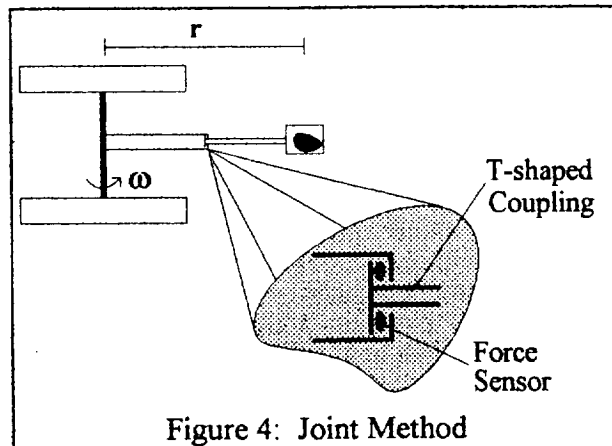 r
ω
T-shaped
Coupling
Force
Sensor
Figure 4: Joint Method